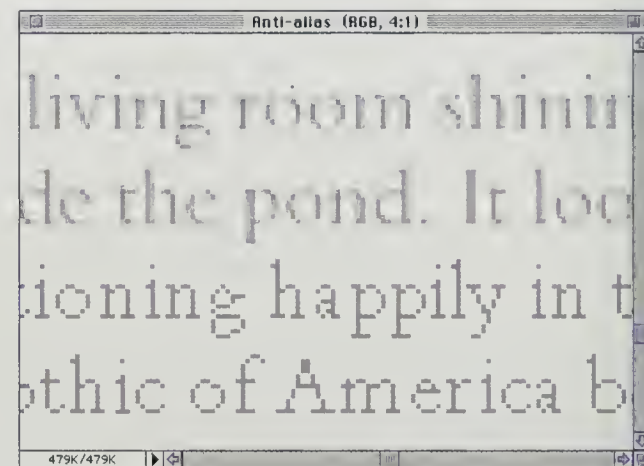 Anti-alias (RGB, 4:1)
living room shinin
de the pond. It loo
tioning happily in t
othic of America b
479K/479K